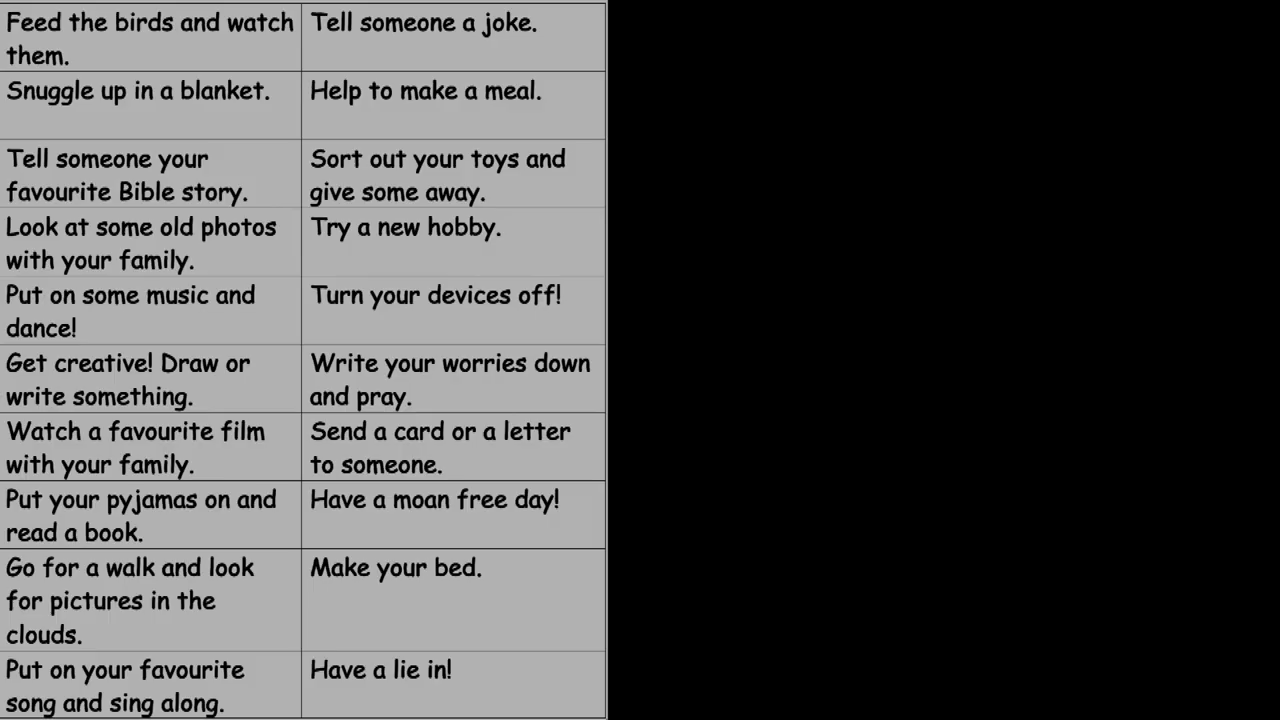 Feed the birds and watch
them.
Tell someone a joke.
Snuggle up in a blanket.
Help to make a meal.
Tell someone your
favourite Bible story.
Sort out your toys and
give some away.
Look at some old photos
with your family.
Try a new hobby.
Put on some music and
dance!
Turn your devices off!
Get creative! Draw or
write something.
Write your worries down
and pray.
Watch a favourite film
with your family.
Send a card or a letter
to someone.
Put your pyjamas on and
read a book.
Have a moan free day!
Go for a walk and look
for pictures in the
clouds.
Make your bed.
Put on your favourite
song and sing along.
Have a lie in!